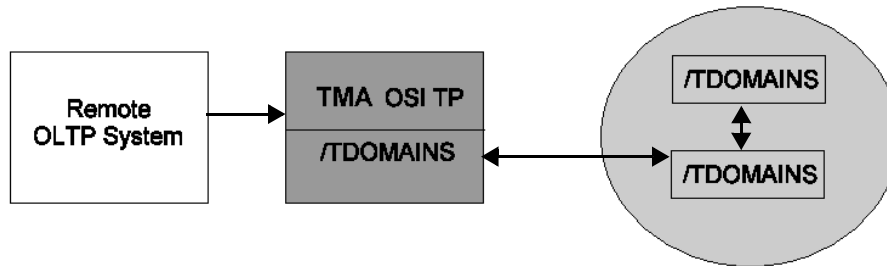 Remote
OLTP System
TMA OSI TP
/TDOMAINS
/TDOMAINS
/TDOMAINS